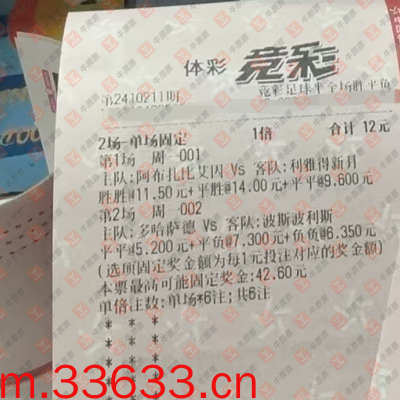 体彩 竞彩
第2410211期
竞彩足球半全场胜平负
2场-单场固定 1倍 合计 12元
第1场 周一001
主队:阿布扎比艾因 Vs 客队:利雅得新月
胜胜@11.50元+平胜@14.00元+平平@9.600元
第2场 周一002
主队:多哈萨德 Vs 客队:波斯波利斯
平平@5.200元+平负@7.300元+负负@6.350元
(选项固定奖金额为每1元投注对应的奖金额)
本票最高可能固定奖金:42.60元
单倍注数:单场*6注;共6注
* * *
* * *
* * *
* * *
m.33633.cn